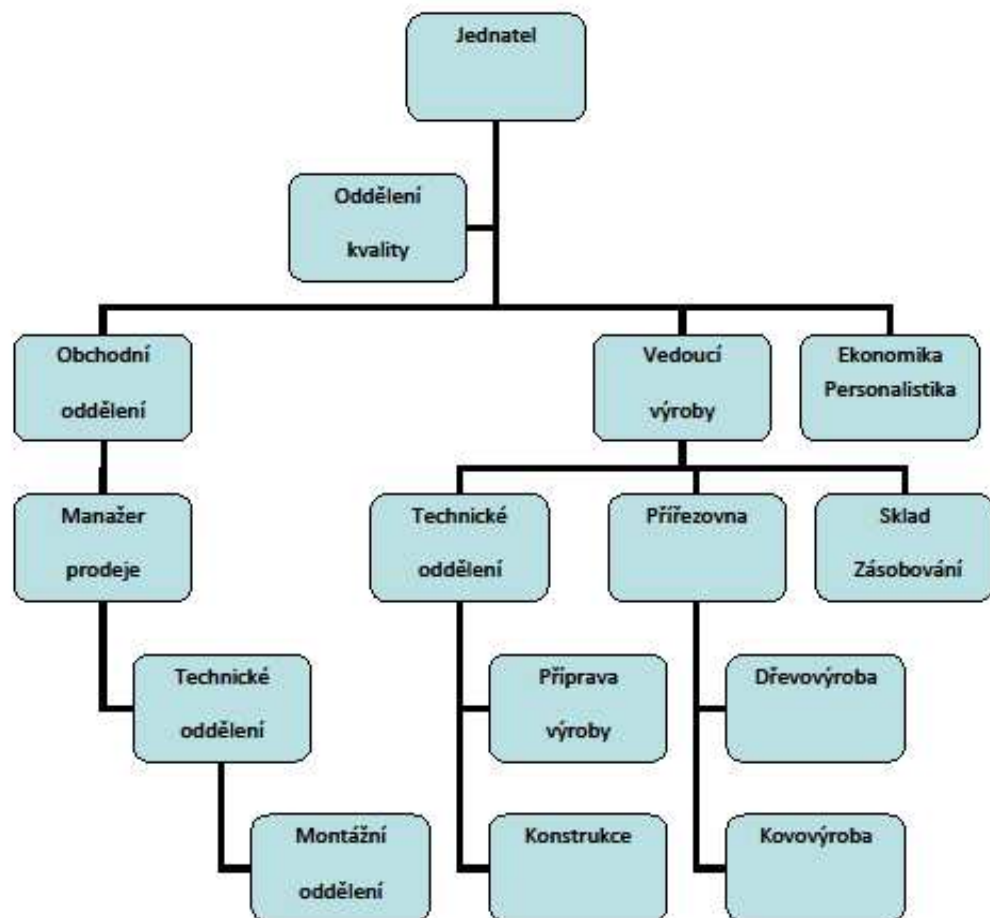 Jednatel
Oddělení
kvality
Obchodní
oddělení
Vedoucí
výroby
Ekonomika
Personalistika
Manažer
prodeje
Technické
oddělení
Přířezovna
Sklad
Zásobování
Technické
oddělení
Příprava
výroby
Dřevovýroba
Montážní
oddělení
Konstrukce
Kovovýroba